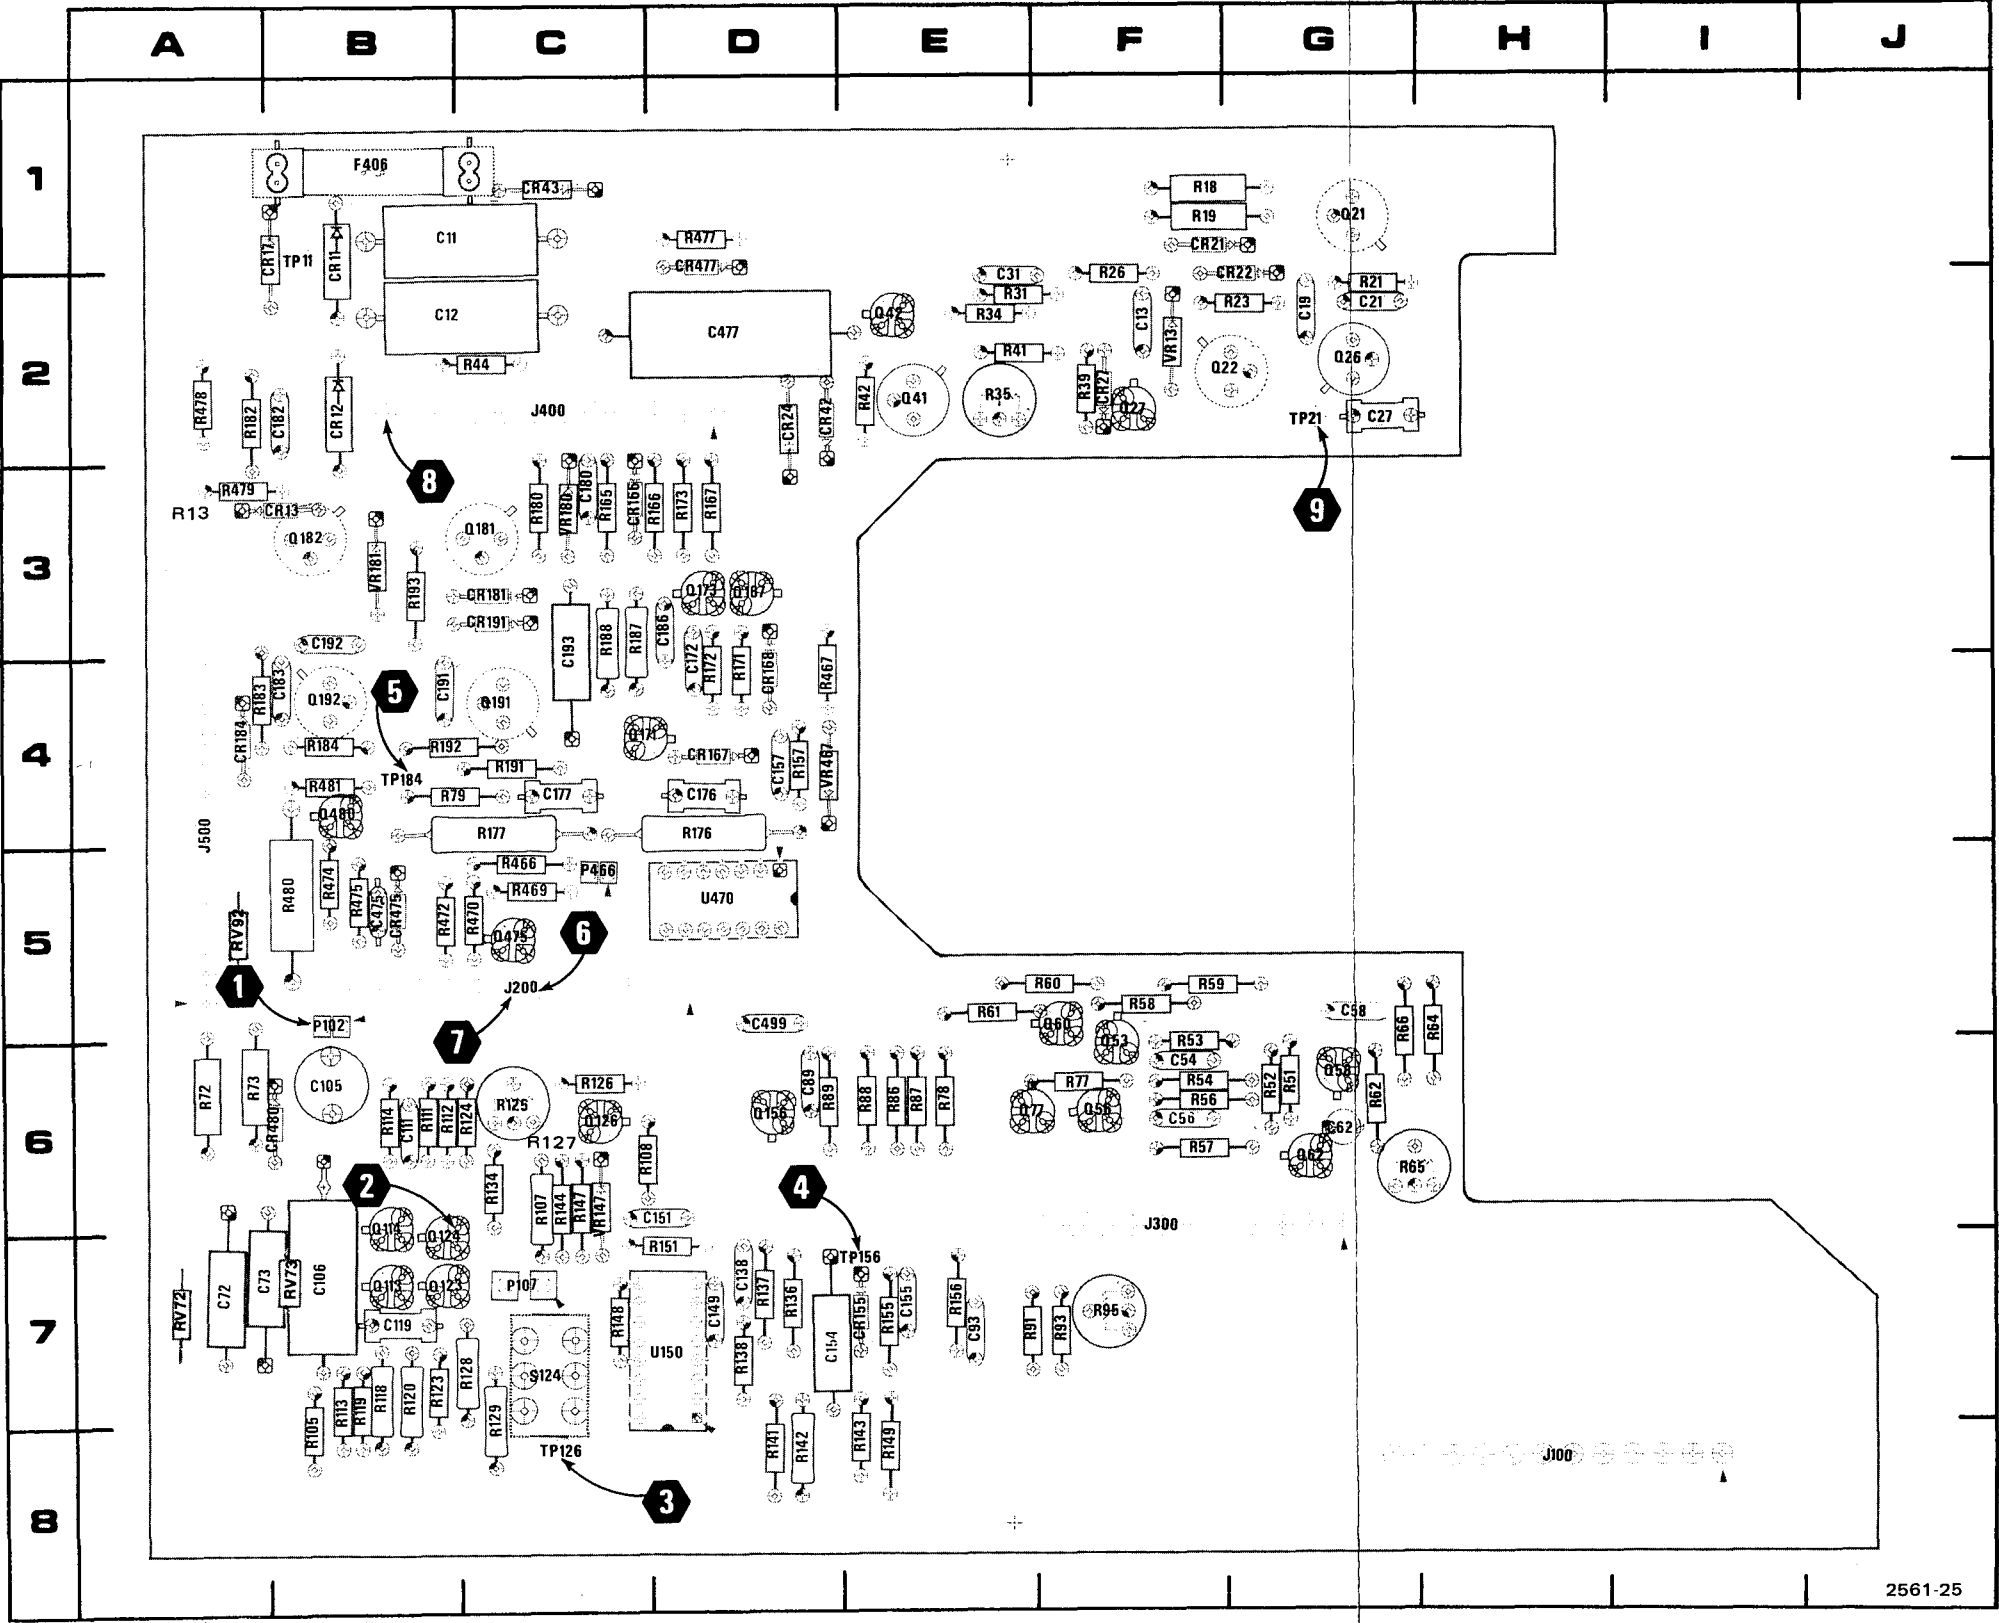 A B C D E F G H I J
1
F406
CR43
R18
R19
Q21
CR17
TP11
CR11
C11
R477
CR477
CR21
C31
R26
CR22
R21
2
C12
C477
Q42
R31
R34
C13
VR13
R23
C19
C21
R44
R41
Q22
Q26
R478
R182
C182
CR12
J400
CR24
CR42
R42
Q41
R35
R39
CR27
Q27
TP21
C27
8
9
3
R479
R13
CR13
Q182
VR181
R193
Q181
R180
VR180
C180
R165
CR166
R166
R173
R167
CR181
CR191
C193
R188
R187
C186
Q173
Q167
C192
C172
R172
R171
CR168
R467
4
R183
C183
CR184
Q192
5
C191
Q191
Q171
R184
R192
CR167
C157
R157
VR467
R191
R481
TP184
R79
C177
C176
Q480
J500
R177
R176
5
R466
P466
R469
U470
RV92
R480
R474
R475
C475
CR475
R472
R470
Q475
6
1
J200
P102
7
C499
R60
R59
R61
R58
C58
R66
R64
Q60
Q53
R53
C54
6
R72
R73
CR480
C105
R114
C111
R111
R112
R124
R125
R126
Q126
R127
R108
Q156
C89
R89
R88
R86
R87
R78
R77
Q77
Q56
R54
R56
C56
R57
R52
R51
Q58
C62
Q62
R62
R65
2
R134
R107
R144
R147
VR147
C151
4
J300
7
Q114
Q124
R151
TP156
RV72
C72
C73
RV73
C106
Q113
Q123
C119
P107
R148
U150
C149
C138
R137
R136
R138
C154
CR155
R155
C155
R156
C93
R91
R93
R95
S124
R105
R113
R119
R118
R120
R123
R128
R129
TP126
R141
R142
R143
R149
J100
8
3
2561-25